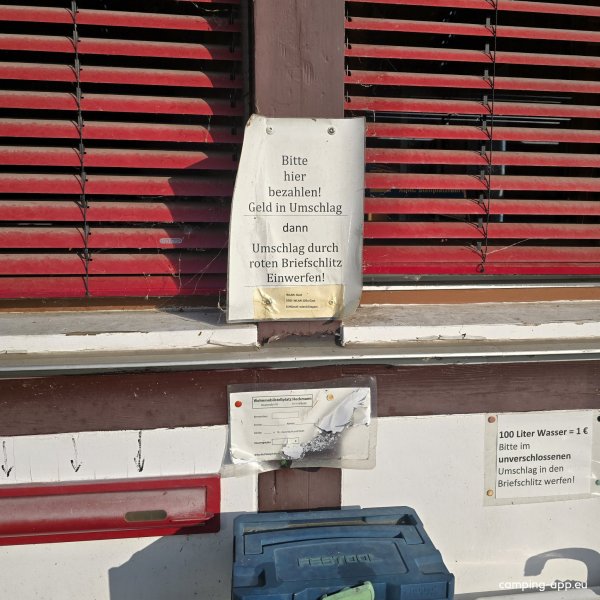 Bitte
hier
bezahlen!
Geld in Umschlag
dann
Umschlag durch
roten Briefschlitz
Einwerfen!
Wohnmobilstellplatz Heckmann
100 Liter Wasser = 1 €
Bitte im
unverschlossenen
Umschlag in den
Briefschlitz werfen!
FESTOOL
camping-app.eu